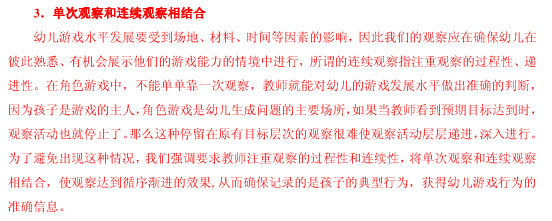 3．单次观察和连续观察相结合
幼儿游戏水平发展要受到场地、材料、时间等因素的影响，因此我们的观察应在确保幼儿在
彼此熟悉、有机会展示他们的游戏能力的情境中进行，所谓的连续观察指注重观察的过程性、递
进性。在角色游戏中，不能单单靠一次观察，教师就能对幼儿的游戏发展水平做出准确的判断，
因为孩子是游戏的主人，角色游戏是幼儿生成问题的主要场所，如果当教师看到预期目标达到时，
观察活动也就停止了。那么这种停留在原有目标层次的观察很难使观察活动层层递进，深入进行。
为了避免出现这种情况，我们强调要求教师注重观察的过程性和连续性，将单次观察和连续观察
相结合，使观察达到循序渐进的效果,从而确保记录的是孩子的典型行为，获得幼儿游戏行为的
准确信息。